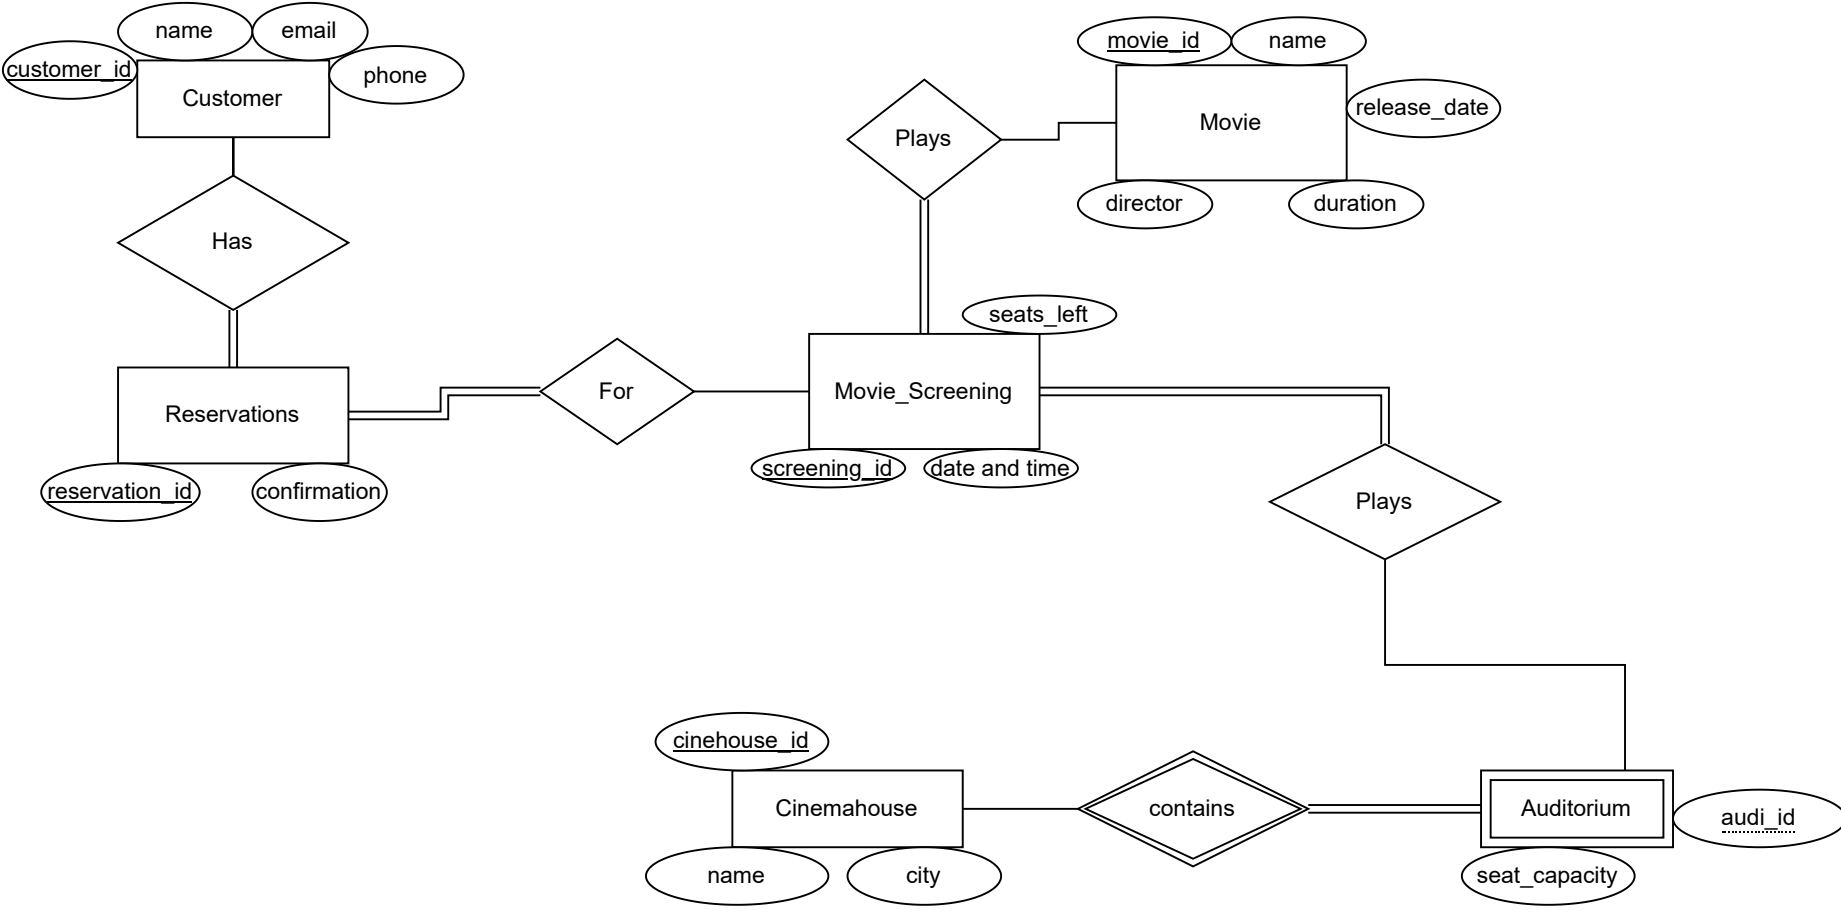 name
email
customer_id
phone
Customer
movie_id
name
release_date
Plays
Movie
director
duration
Has
seats_left
Reservations
For
Movie_Screening
reservation_id
confirmation
screening_id
date and time
Plays
cinehouse_id
Cinemahouse
contains
Auditorium
audi_id
name
city
seat_capacity